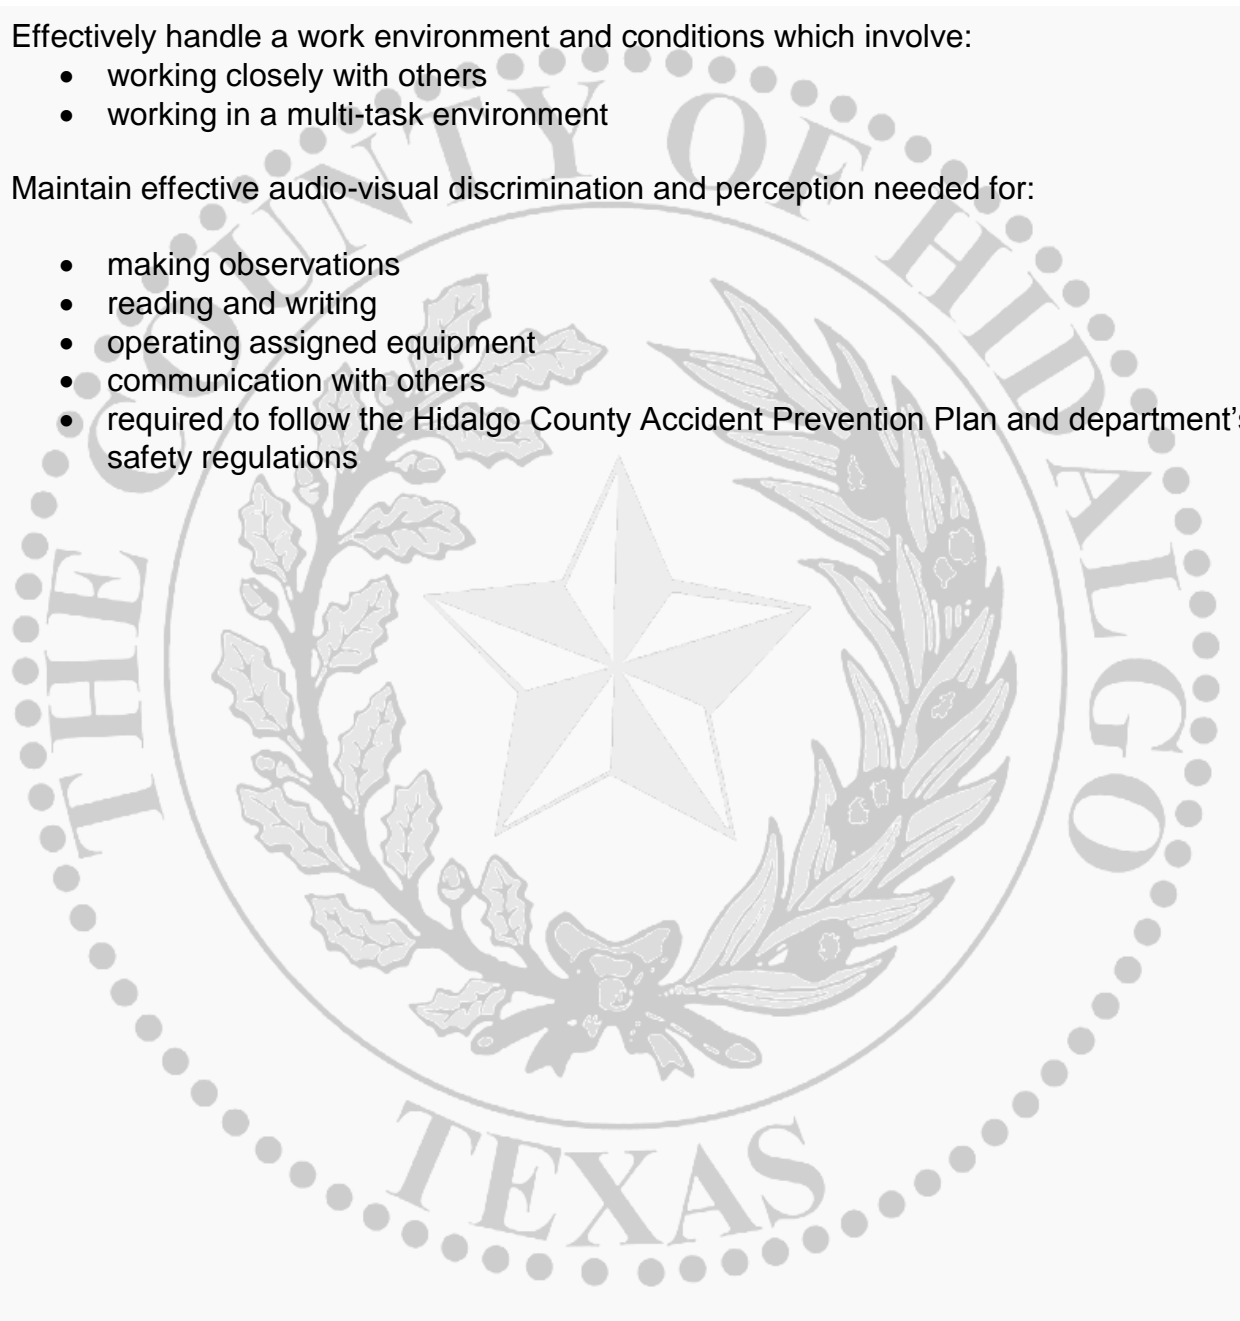 Effectively handle a work environment and conditions which involve:
• working closely with others
• working in a multi-task environment
Maintain effective audio-visual discrimination and perception needed for:
• making observations
• reading and writing
• operating assigned equipment
• communication with others
• required to follow the Hidalgo County Accident Prevention Plan and department's
safety regulations
THE COUNTY OF HIDALGO
TEXAS